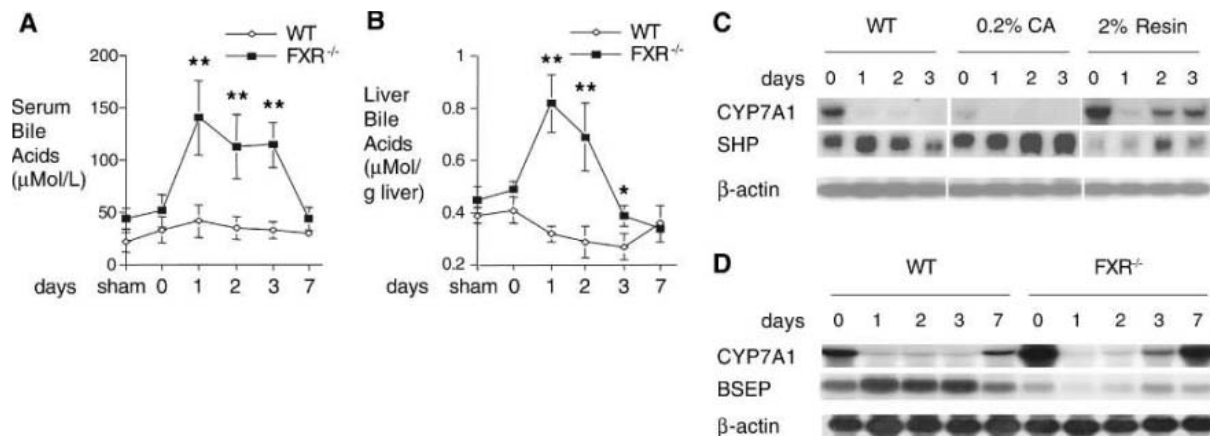 A
WT
FXR-/-
200
150
100
50
0
Serum
Bile
Acids
(μMol/L)
**
**
**
days sham 0 1 2 3 7
B
WT
FXR-/-
1
0.8
0.6
0.4
0.2
Liver
Bile
Acids
(μMol/
g liver)
**
**
*
days sham 0 1 2 3 7
C
WT 0.2% CA 2% Resin
days 0 1 2 3 0 1 2 3 0 1 2 3
CYP7A1
SHP
β-actin
D
WT FXR-/-
days 0 1 2 3 7 0 1 2 3 7
CYP7A1
BSEP
β-actin